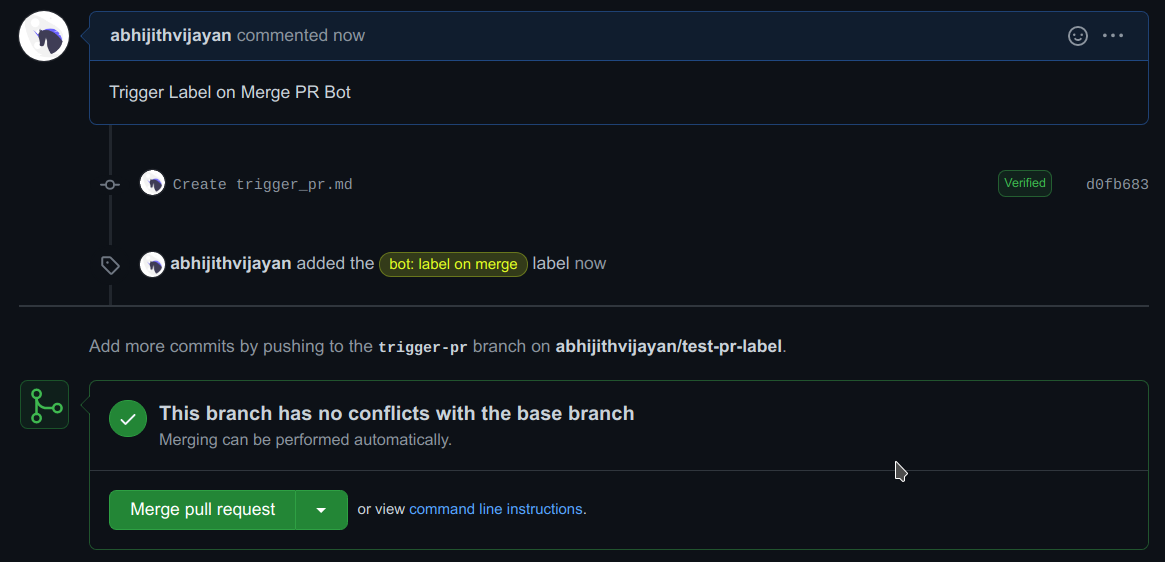 abhijithvijayan commented now
Trigger Label on Merge PR Bot
Create trigger_pr.md Verified d0fb683
abhijithvijayan added the bot: label on merge label now
Add more commits by pushing to the trigger-pr branch on abhijithvijayan/test-pr-label.
This branch has no conflicts with the base branch
Merging can be performed automatically.
Merge pull request or view command line instructions.